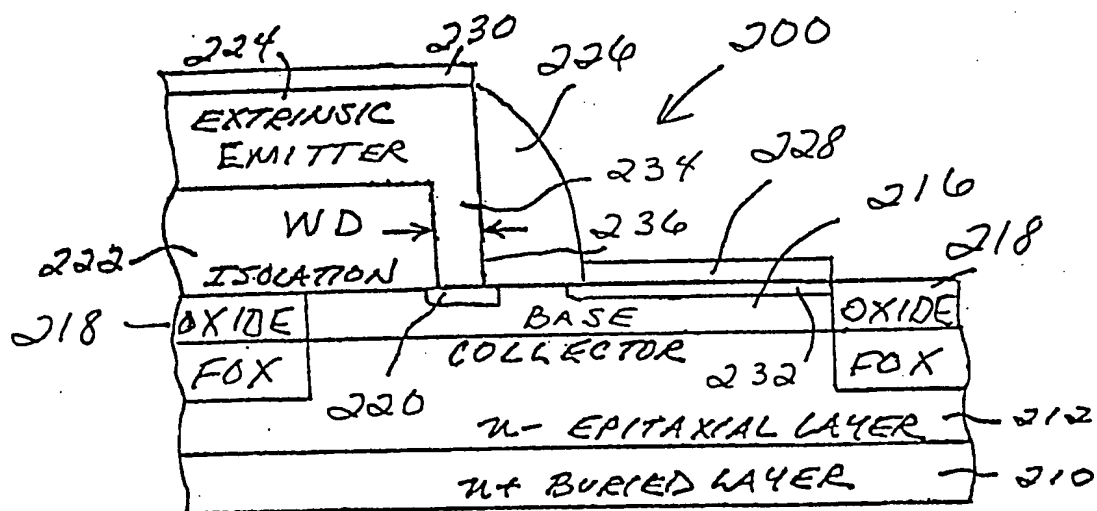 224
230
200
226
EXTRINSIC
EMITTER
234
228
216
WD
236
218
222
ISOLATION
218
OXIDE
BASE
OXIDE
COLLECTOR
FOX
FOX
220
232
n- EPITAXIAL LAYER
212
n+ BURIED LAYER
210